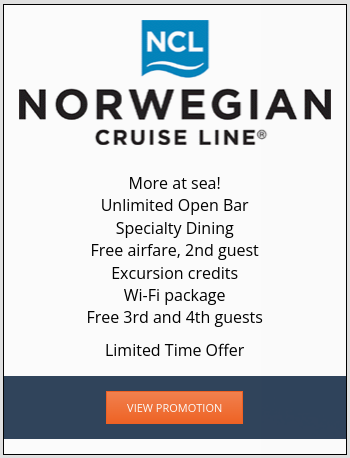 NCL
NORWEGIAN
CRUISE LINE®
More at sea!
Unlimited Open Bar
Specialty Dining
Free airfare, 2nd guest
Excursion credits
Wi-Fi package
Free 3rd and 4th guests
Limited Time Offer
VIEW PROMOTION